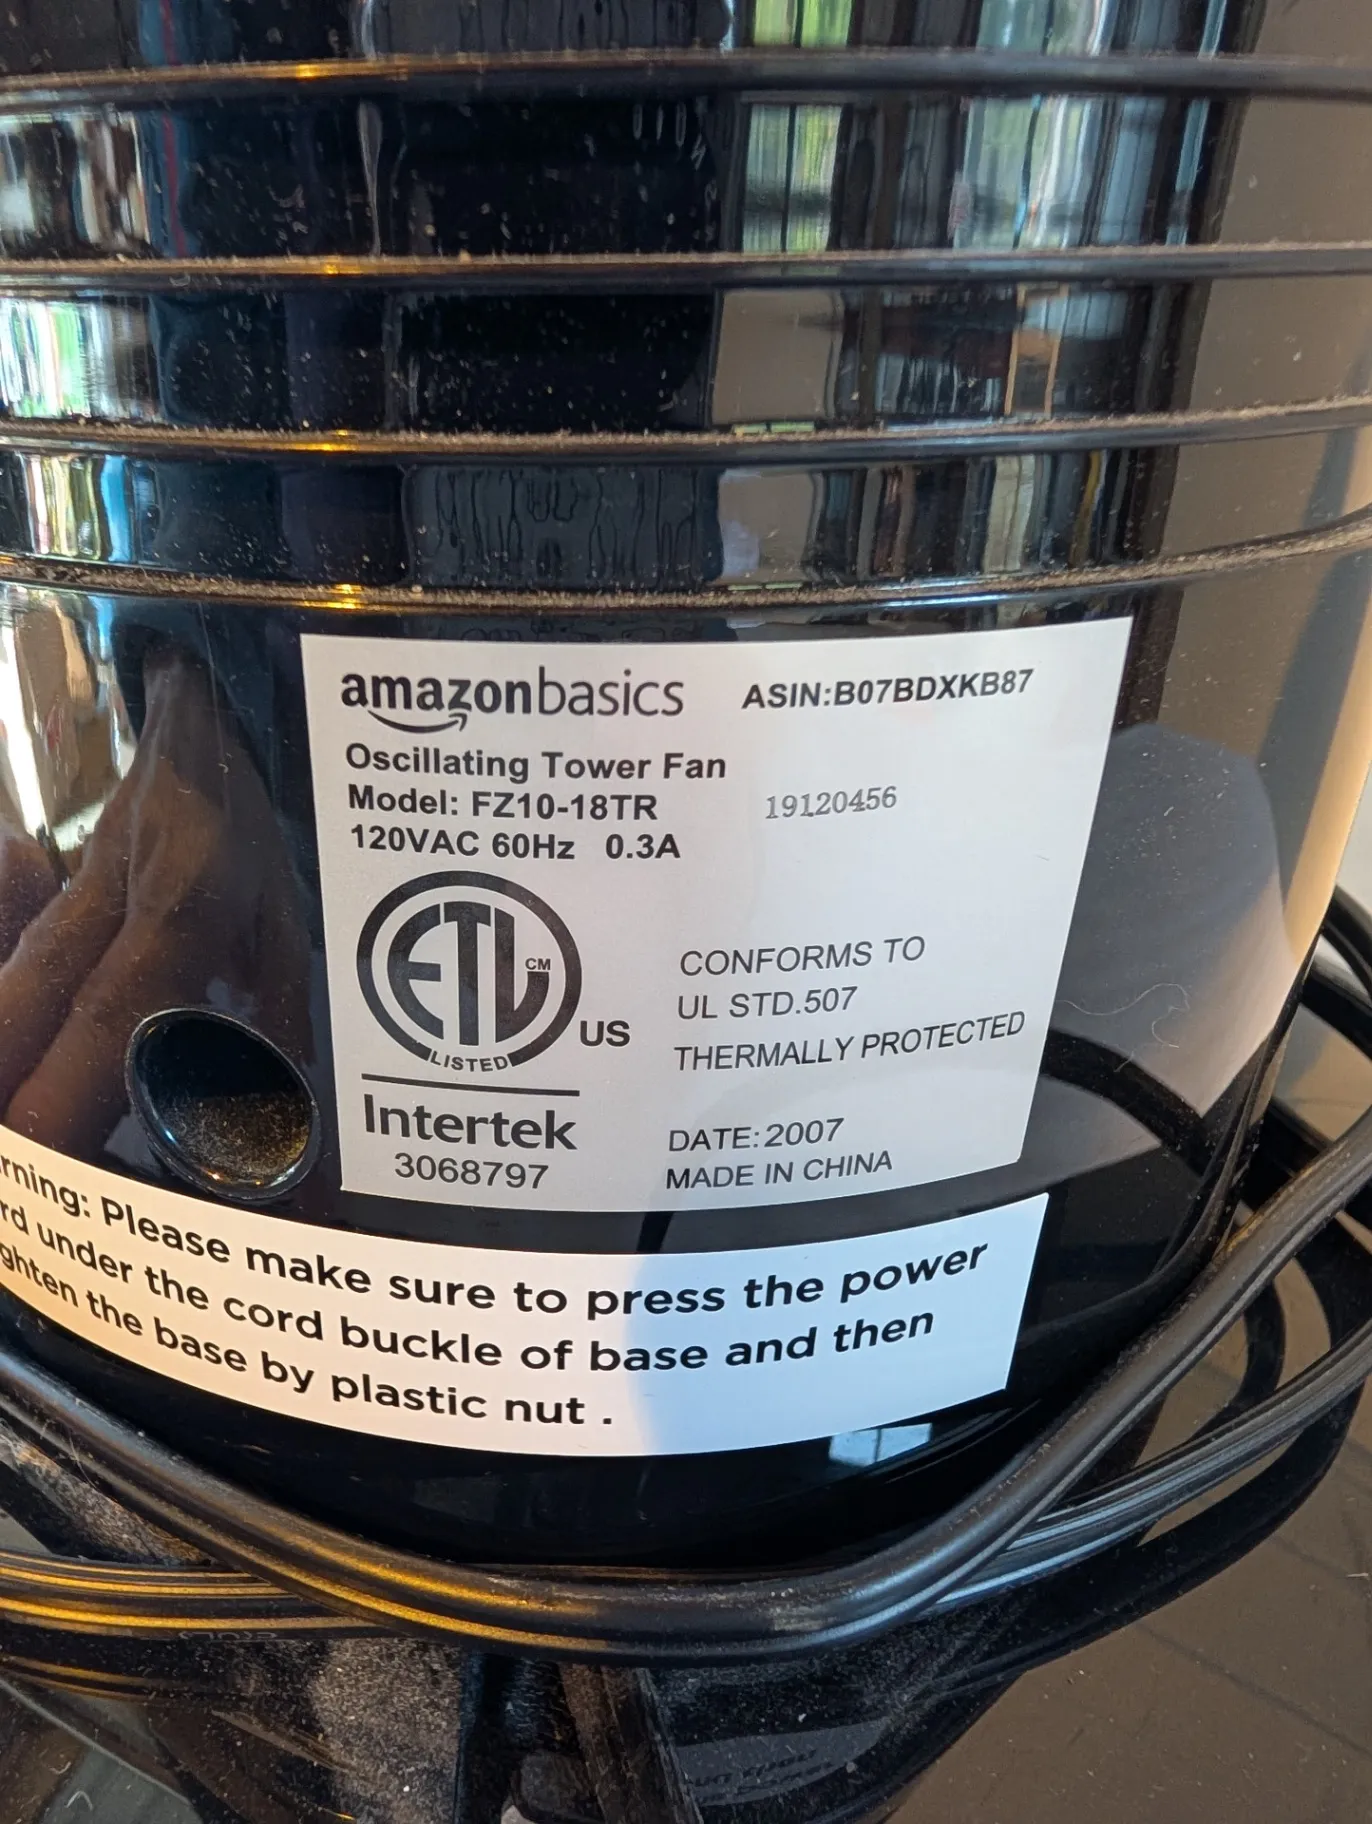 amazonbasics ASIN:B07BDXKB87
Oscillating Tower Fan
Model: FZ10-18TR 19120456
120VAC 60Hz 0.3A
ETL CM
LISTED
US
Intertek
3068797
CONFORMS TO
UL STD.507
THERMALLY PROTECTED
DATE:2007
MADE IN CHINA
rning: Please make sure to press the power
rd under the cord buckle of base and then
ghten the base by plastic nut .